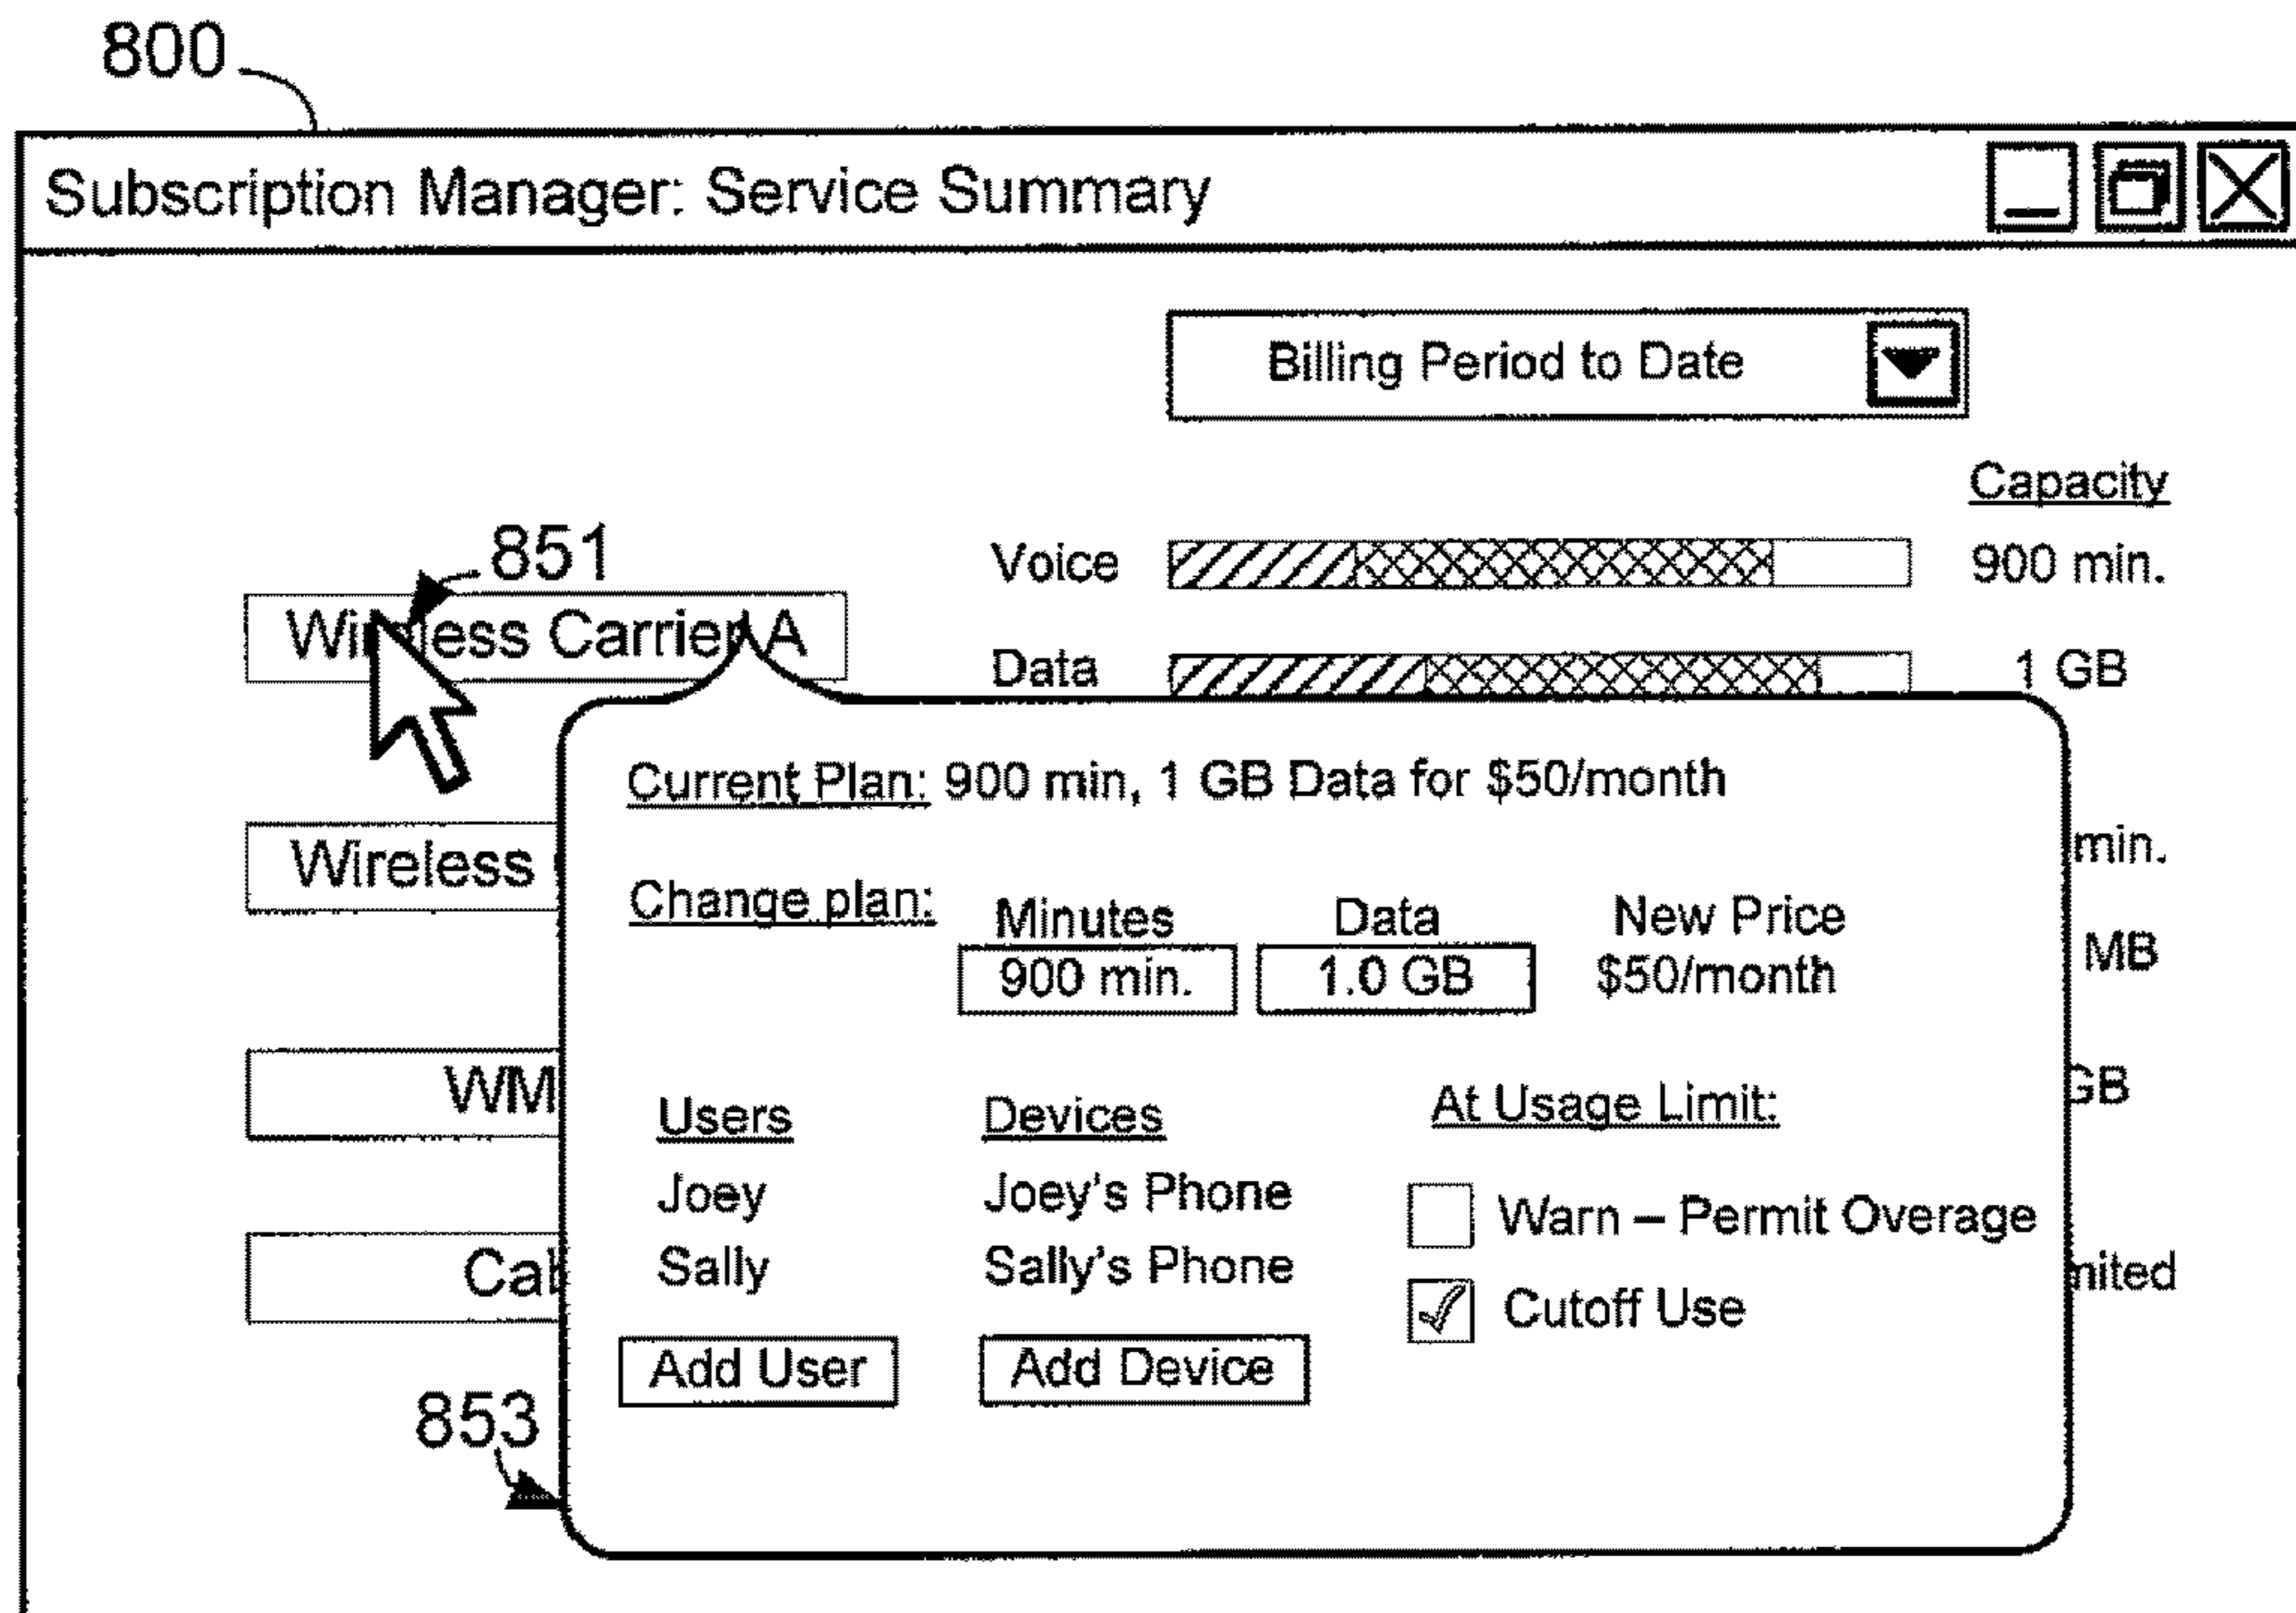 800
Subscription Manager: Service Summary
Billing Period to Date
Capacity
851
Voice 900 min.
Wireless Carrier A
Data 1 GB
Current Plan: 900 min, 1 GB Data for $50/month
Wireless min.
Change plan:
Minutes Data New Price
900 min. 1.0 GB $50/month
MB
WM GB
Users Devices At Usage Limit:
Joey Joey's Phone Warn – Permit Overage
Sally Sally's Phone Cutoff Use
Add User Add Device
853